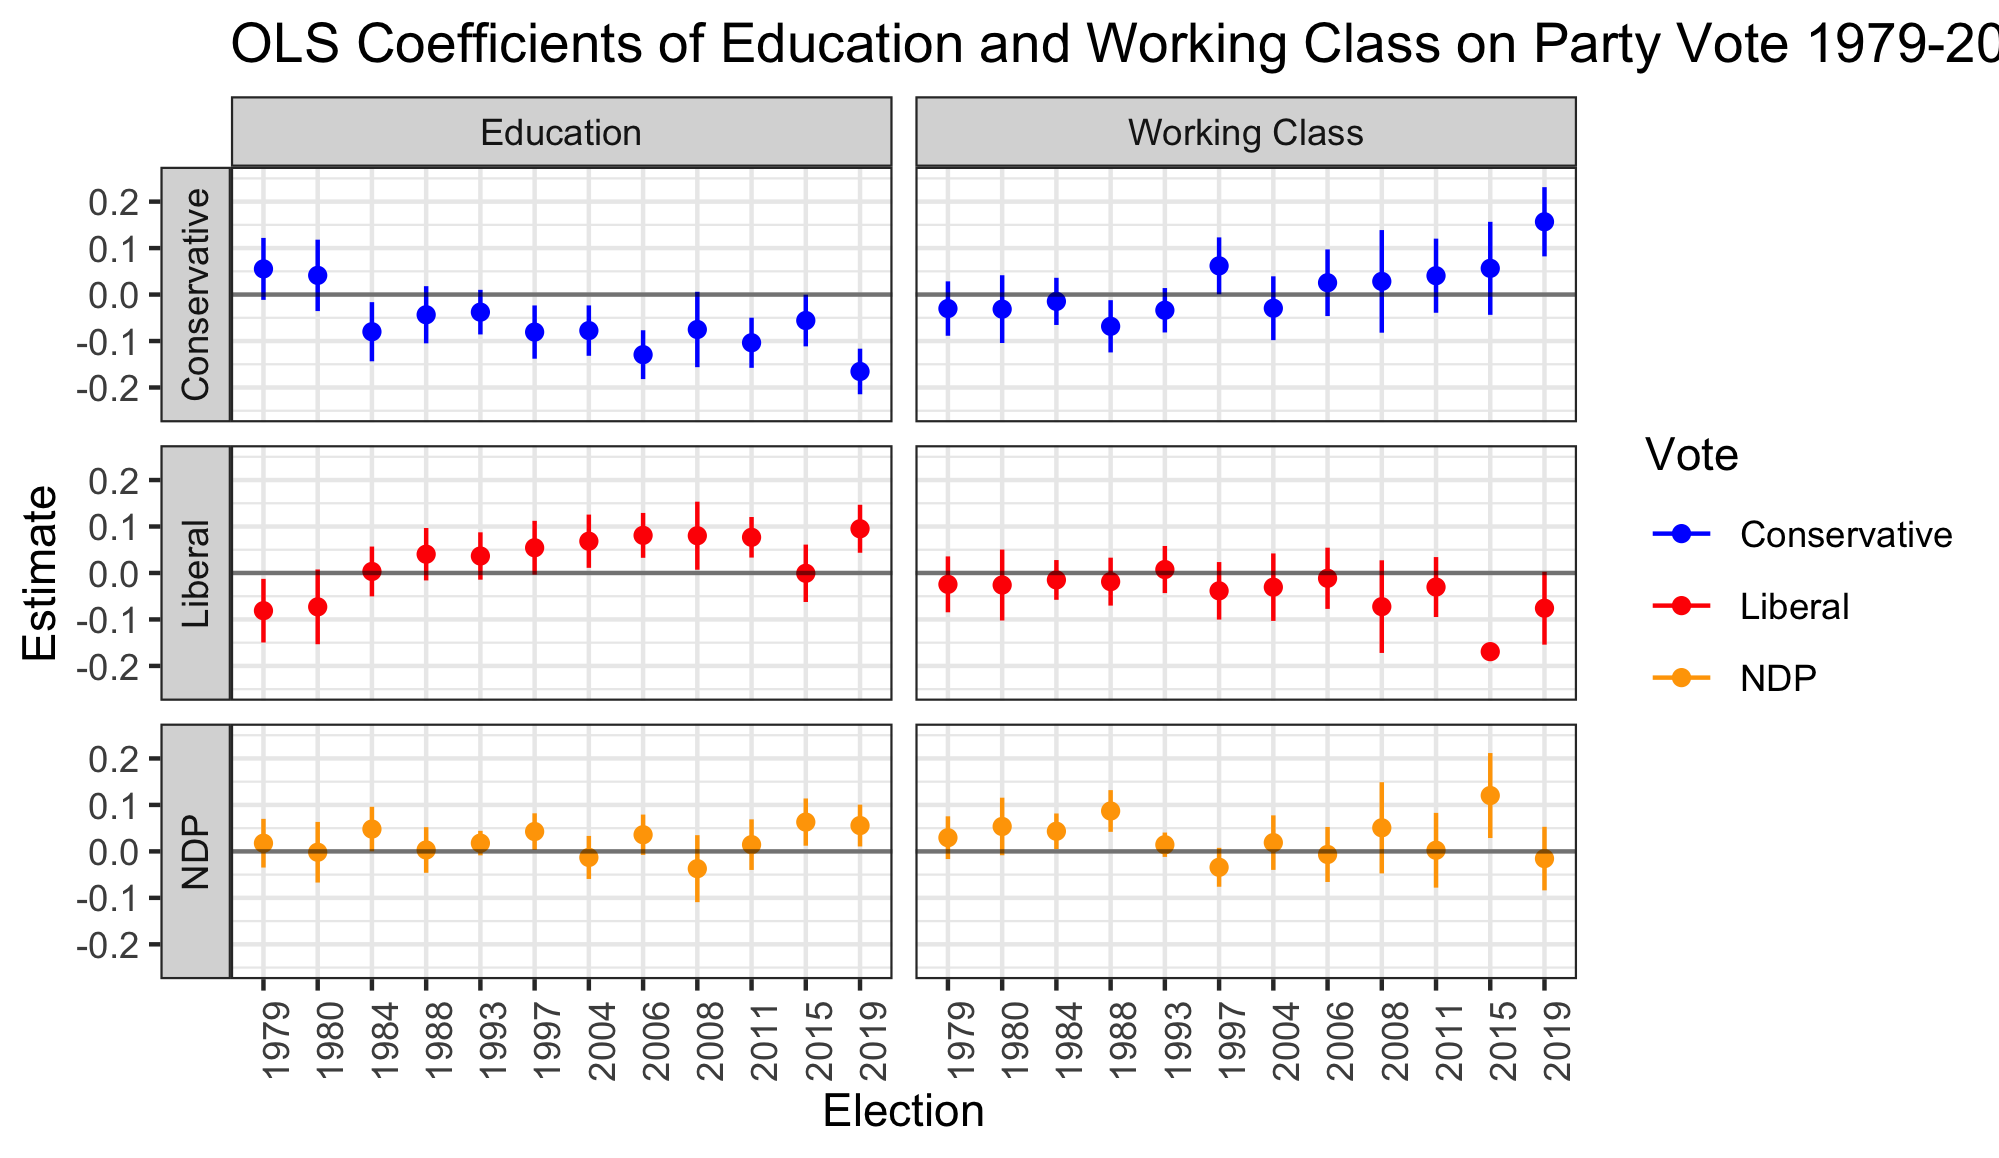 OLS Coefficients of Education and Working Class on Party Vote 1979-20
Education
Working Class
Conservative
0.2
0.1
0.0
-0.1
-0.2
Liberal
0.2
0.1
0.0
-0.1
-0.2
NDP
0.2
0.1
0.0
-0.1
-0.2
Estimate
1979 1980 1984 1988 1993 1997 2004 2006 2008 2011 2015 2019
1979 1980 1984 1988 1993 1997 2004 2006 2008 2011 2015 2019
Election
Vote
Conservative
Liberal
NDP